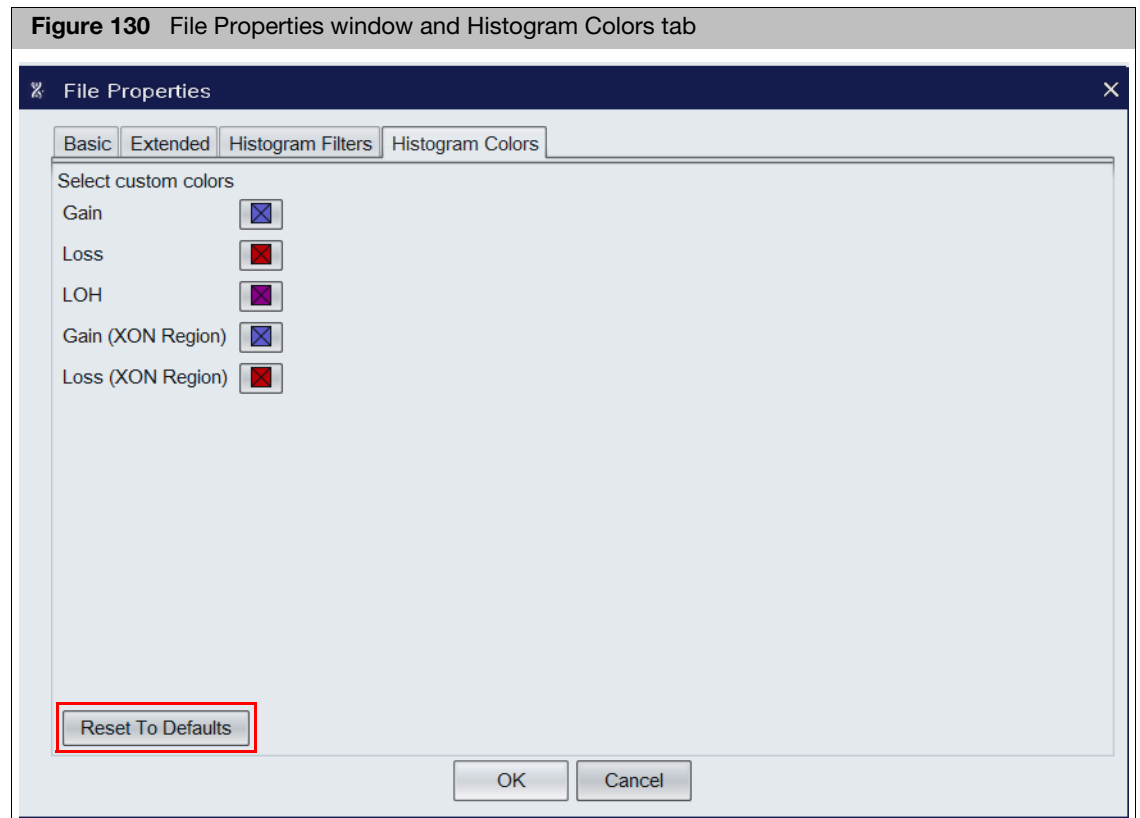 Figure 130 File Properties window and Histogram Colors tab
File Properties
Basic Extended Histogram Filters Histogram Colors
Select custom colors
Gain
Loss
LOH
Gain (XON Region)
Loss (XON Region)
Reset To Defaults
OK Cancel